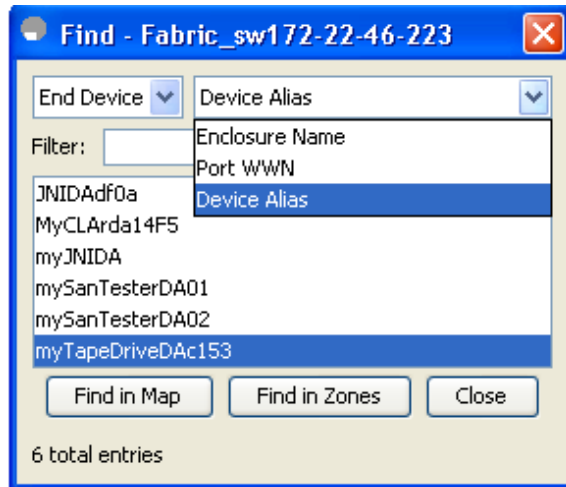 Find - Fabric_sw172-22-46-223
End Device Device Alias
Enclosure Name
Filter:
Port WWN
Device Alias
JNIDAdf0a
MyCLArda14F5
myJNIDA
mySanTesterDA01
mySanTesterDA02
myTapeDriveDAc153
Find in Map Find in Zones Close
6 total entries